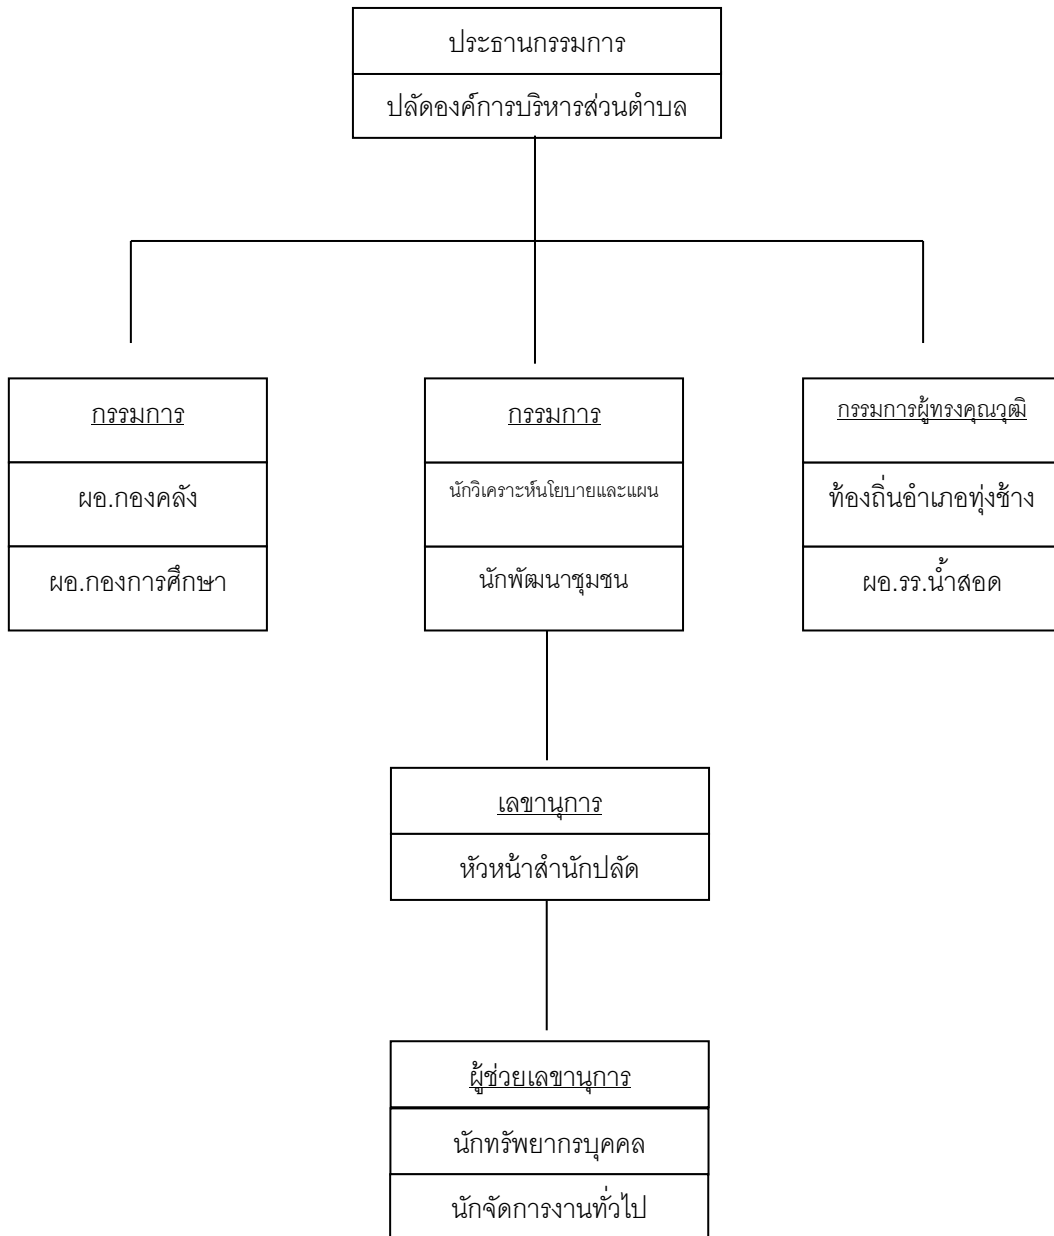 ประธานกรรมการ
ปลัดองค์การบริหารส่วนตำบล
กรรมการ
ผอ.กองคลัง
ผอ.กองการศึกษา
กรรมการ
นักวิเคราะห์นโยบายและแผน
นักพัฒนาชุมชน
กรรมการผู้ทรงคุณวุฒิ
ท้องถิ่นอำเภอทุ่งช้าง
ผอ.รร.น้ำสอด
เลขานุการ
หัวหน้าสำนักปลัด
ผู้ช่วยเลขานุการ
นักทรัพยากรบุคคล
นักจัดการงานทั่วไป